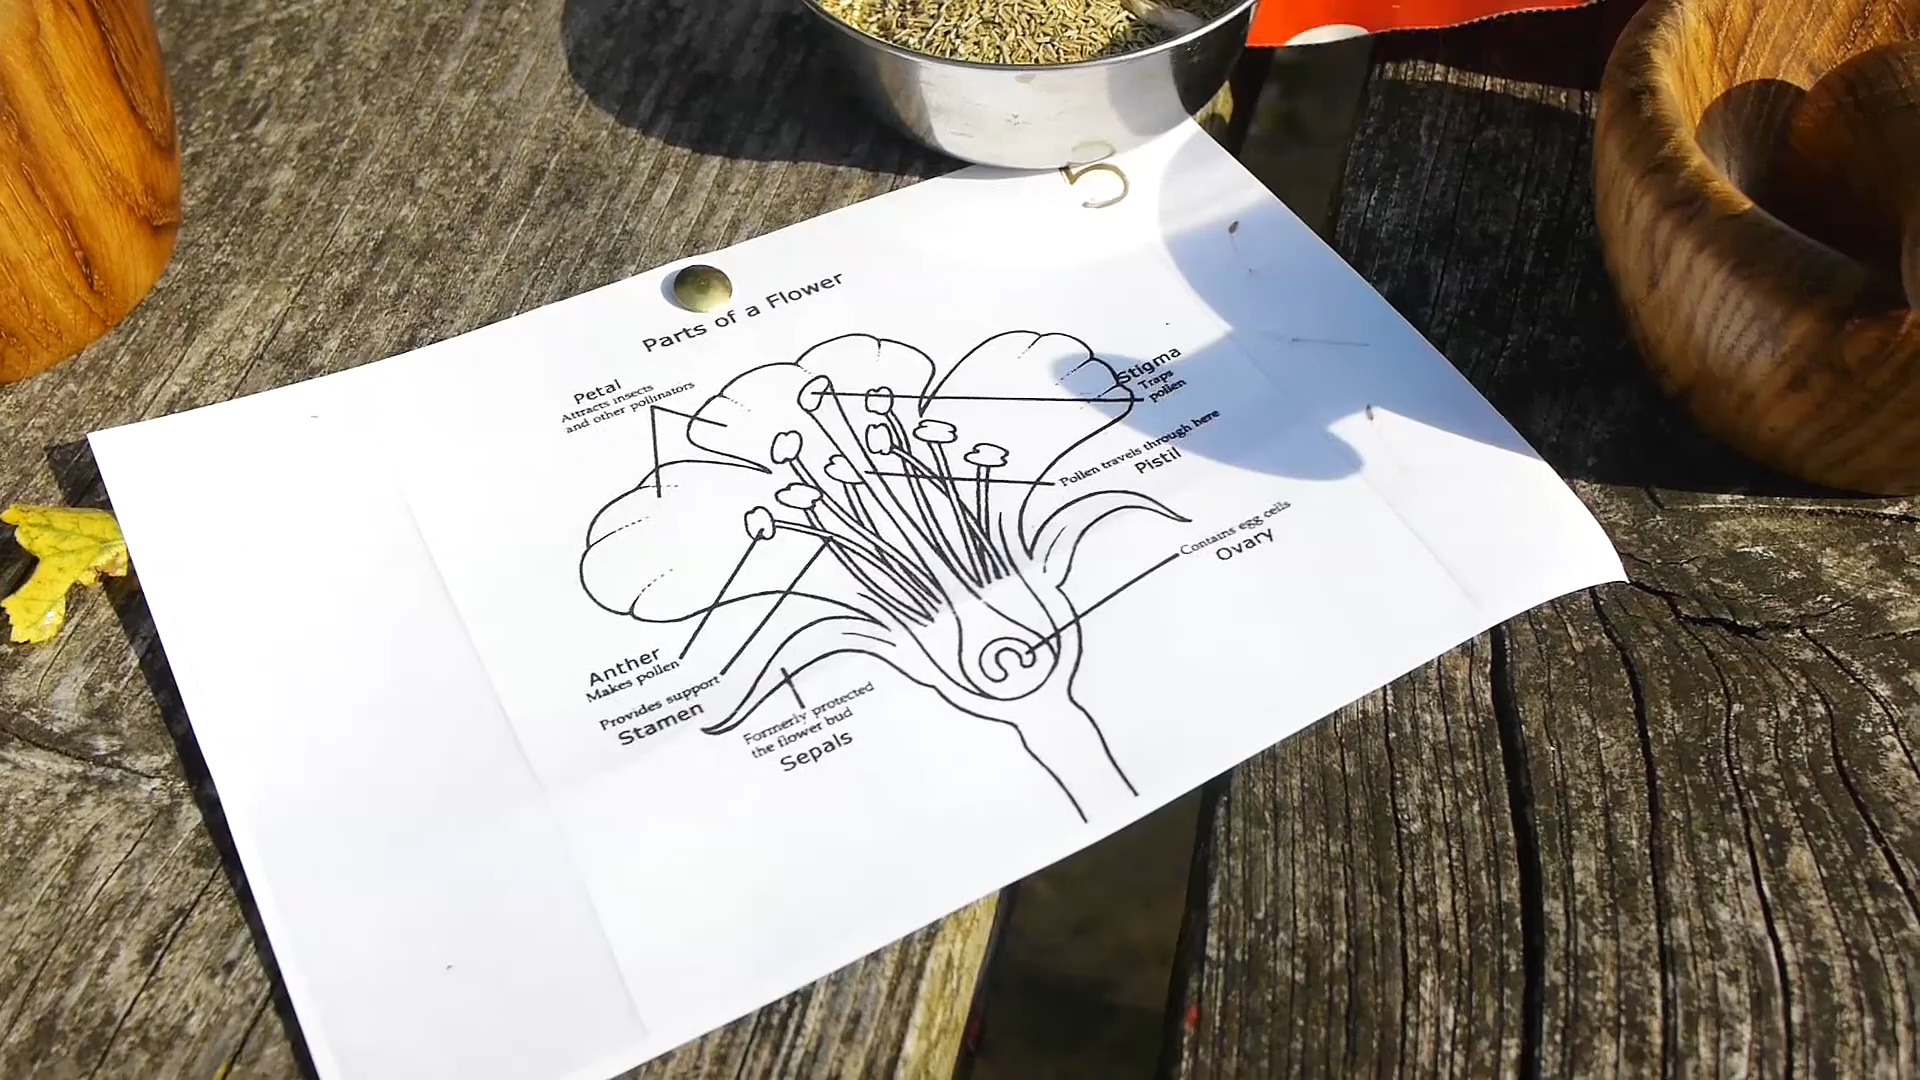 5
Parts of a Flower
Petal
Attracts insects
and other pollinators
Stigma
Traps
pollen
Pollen travels through here
Pistil
Contains egg cells
Ovary
Anther
Makes pollen
Provides support
Stamen
Formerly protected
the flower bud
Sepals